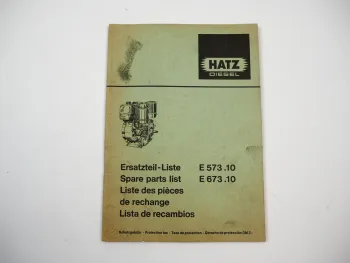 HATZ
DIESEL
Ersatzteil-Liste E 573.10
Spare parts list E 673.10
Liste des pièces
de rechange
Lista de recambios